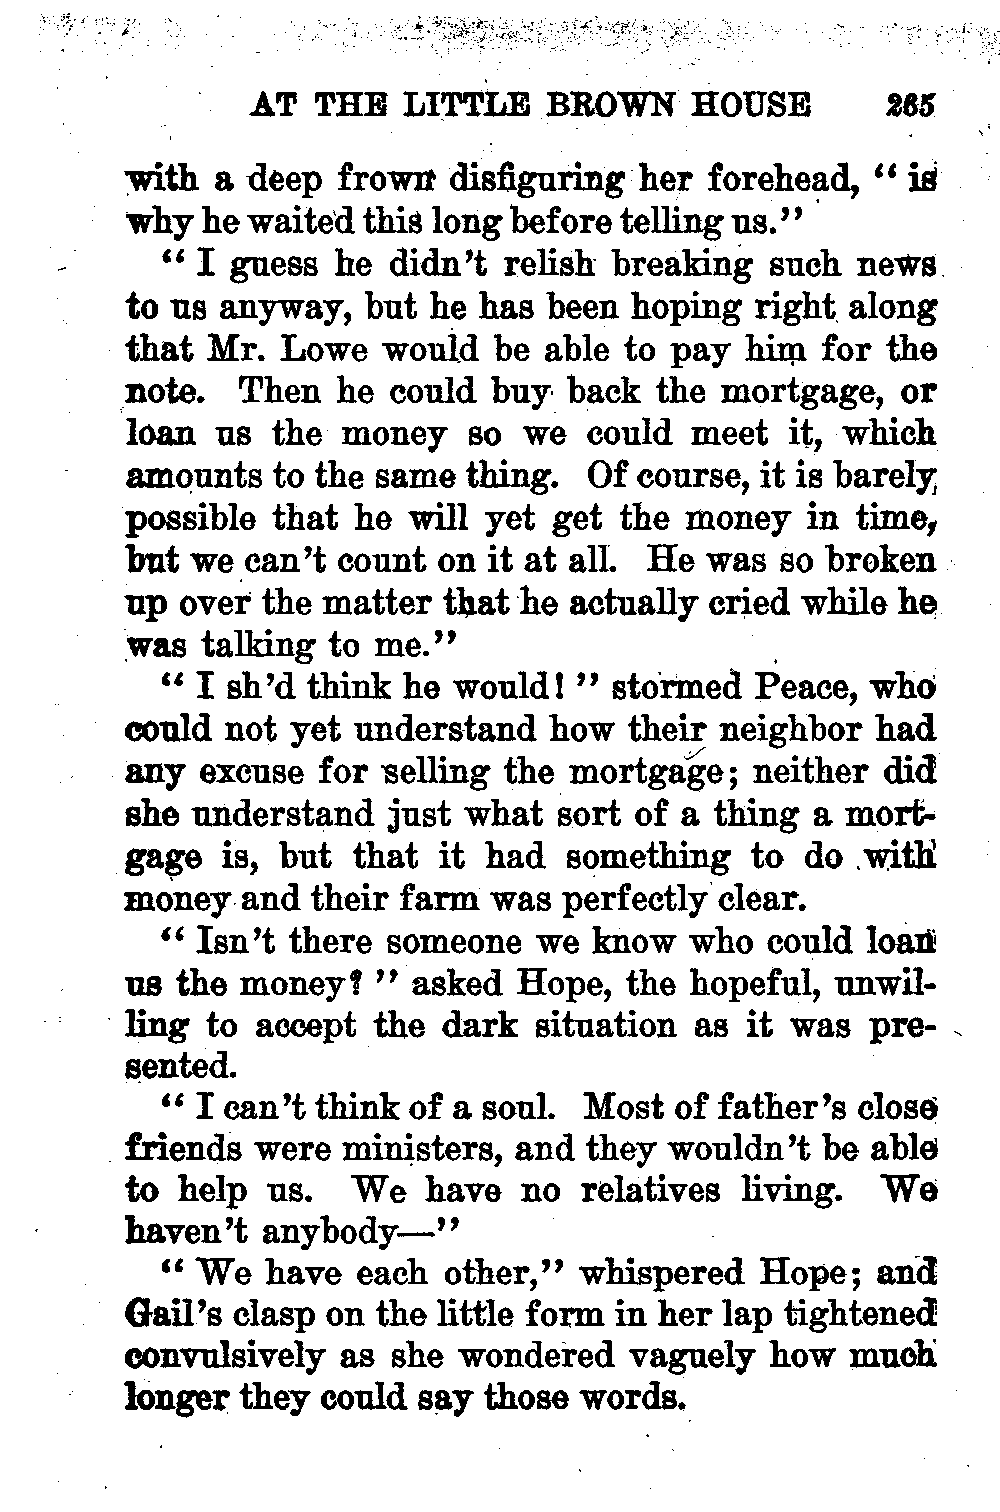 AT THE LITTLE BROWN HOUSE 265
with a deep frown disfiguring her forehead, “ is
why he waited this long before telling us.”
“ I guess he didn’t relish breaking such news
to us anyway, but he has been hoping right along
that Mr. Lowe would be able to pay him for the
note. Then he could buy back the mortgage, or
loan us the money so we could meet it, which
amounts to the same thing. Of course, it is barely
possible that he will yet get the money in time,
but we can’t count on it at all. He was so broken
up over the matter that he actually cried while he
was talking to me.”
“ I sh’d think he would! ” stormed Peace, who
could not yet understand how their neighbor had
any excuse for selling the mortgage; neither did
she understand just what sort of a thing a mort-
gage is, but that it had something to do with
money and their farm was perfectly clear.
“ Isn’t there someone we know who could loan
us the money? ” asked Hope, the hopeful, unwil-
ling to accept the dark situation as it was pre-
sented.
“ I can’t think of a soul. Most of father’s close
friends were ministers, and they wouldn’t be able
to help us. We have no relatives living. We
haven’t anybody—”
“ We have each other,” whispered Hope; and
Gail’s clasp on the little form in her lap tightened
convulsively as she wondered vaguely how much
longer they could say those words.